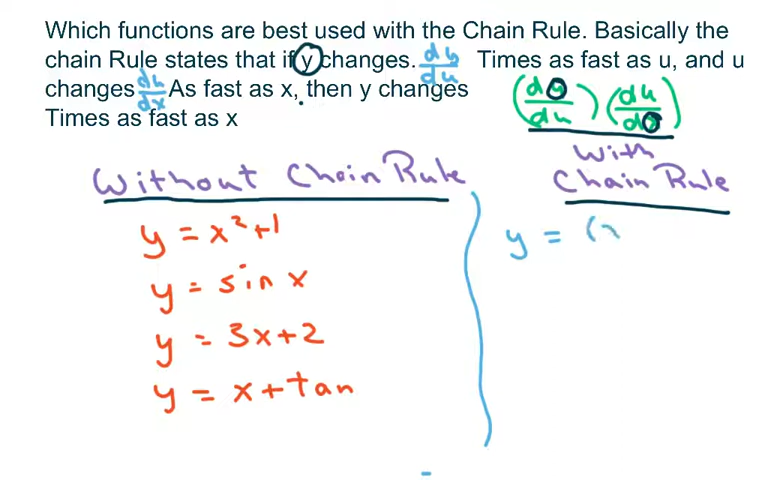 Which functions are best used with the Chain Rule. Basically the
chain Rule states that if y changes. dy/du Times as fast as u, and u
changes du/dx As fast as x, then y changes
Times as fast as x
(dy/du) (du/dx)
Without Chain Rule
With
Chain Rule
y = x² + 1
y = sin x
y = 3x + 2
y = x + tan
y = (